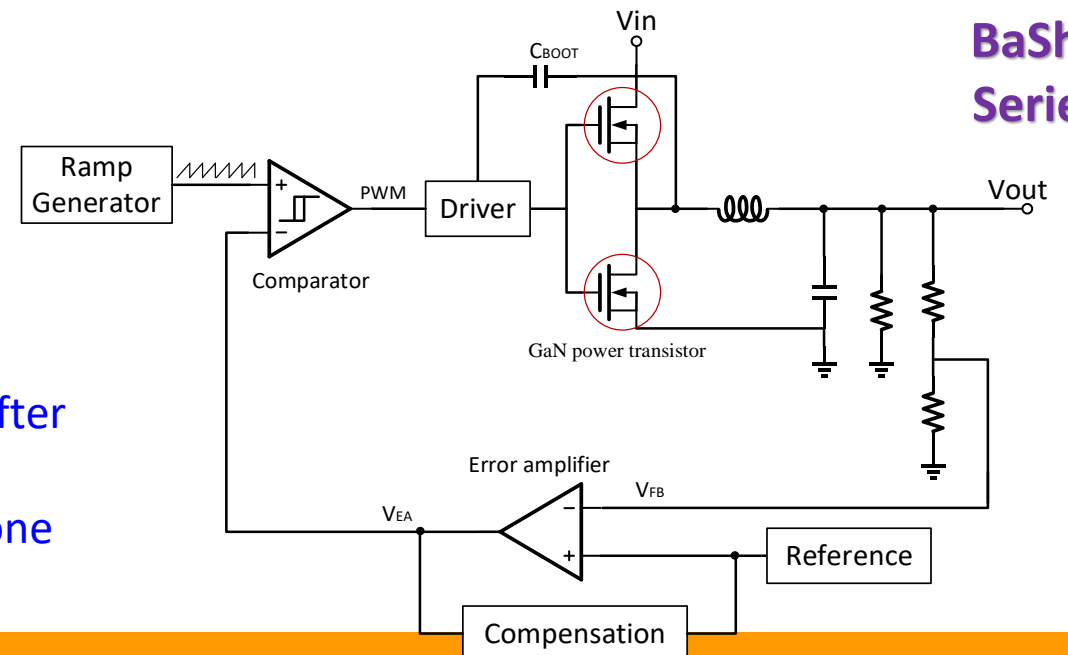 Vin
BaSh
Serie
CBOOT
Ramp
Generator
+
−
PWM
Driver
Vout
Comparator
GaN power transistor
fter
one
Error amplifier
VFB
VEA
−
+
Reference
Compensation